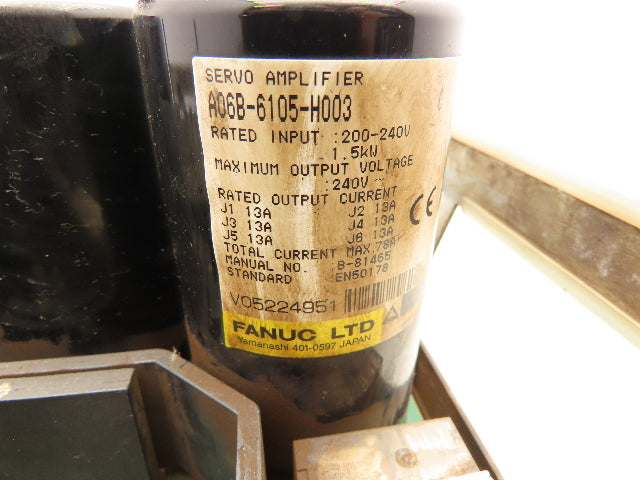 SERVO AMPLIFIER
A06B-6105-H003
RATED INPUT :200-240V
1.5kW
MAXIMUM OUTPUT VOLTAGE
:240V ~
RATED OUTPUT CURRENT
J1 13A J2 13A
J3 13A J4 13A
J5 13A J6 13A
TOTAL CURRENT MAX.78A
MANUAL NO. :B-81465
STANDARD :EN50178
CE
V05224951
FANUC LTD
Yamanashi 401-0597 JAPAN